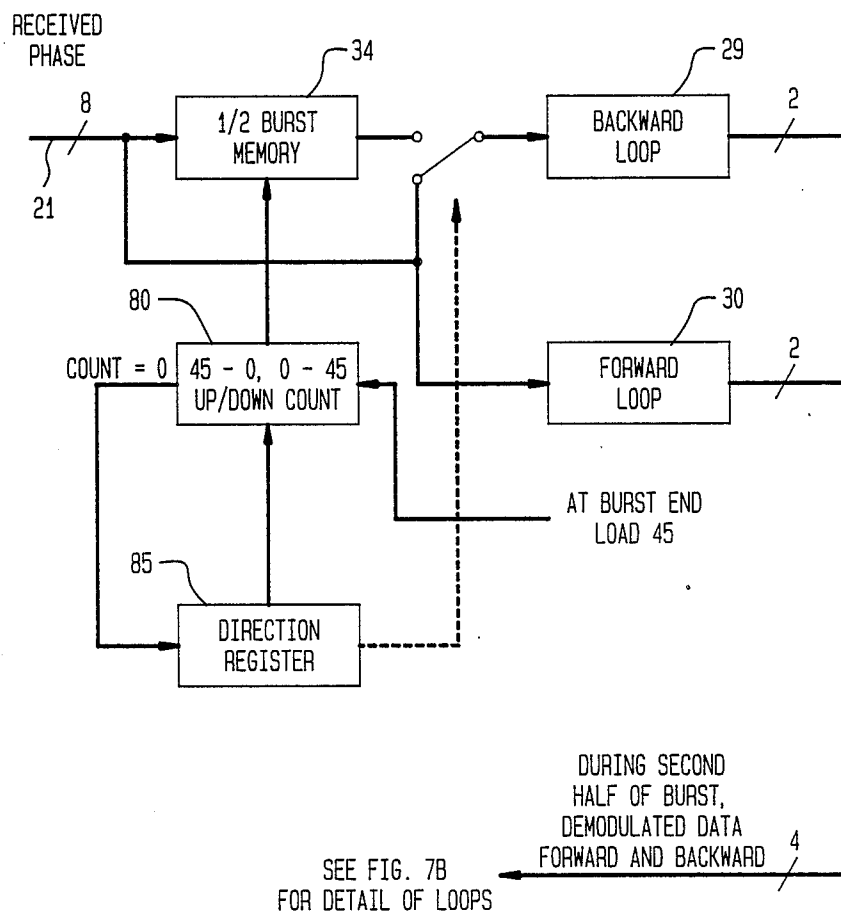 RECEIVED
PHASE
8
21
34
1/2 BURST
MEMORY
29
BACKWARD
LOOP
2
80
COUNT = 0
45 - 0, 0 - 45
UP/DOWN COUNT
30
FORWARD
LOOP
2
AT BURST END
LOAD 45
85
DIRECTION
REGISTER
DURING SECOND
HALF OF BURST,
DEMODULATED DATA
FORWARD AND BACKWARD
4
SEE FIG. 7B
FOR DETAIL OF LOOPS